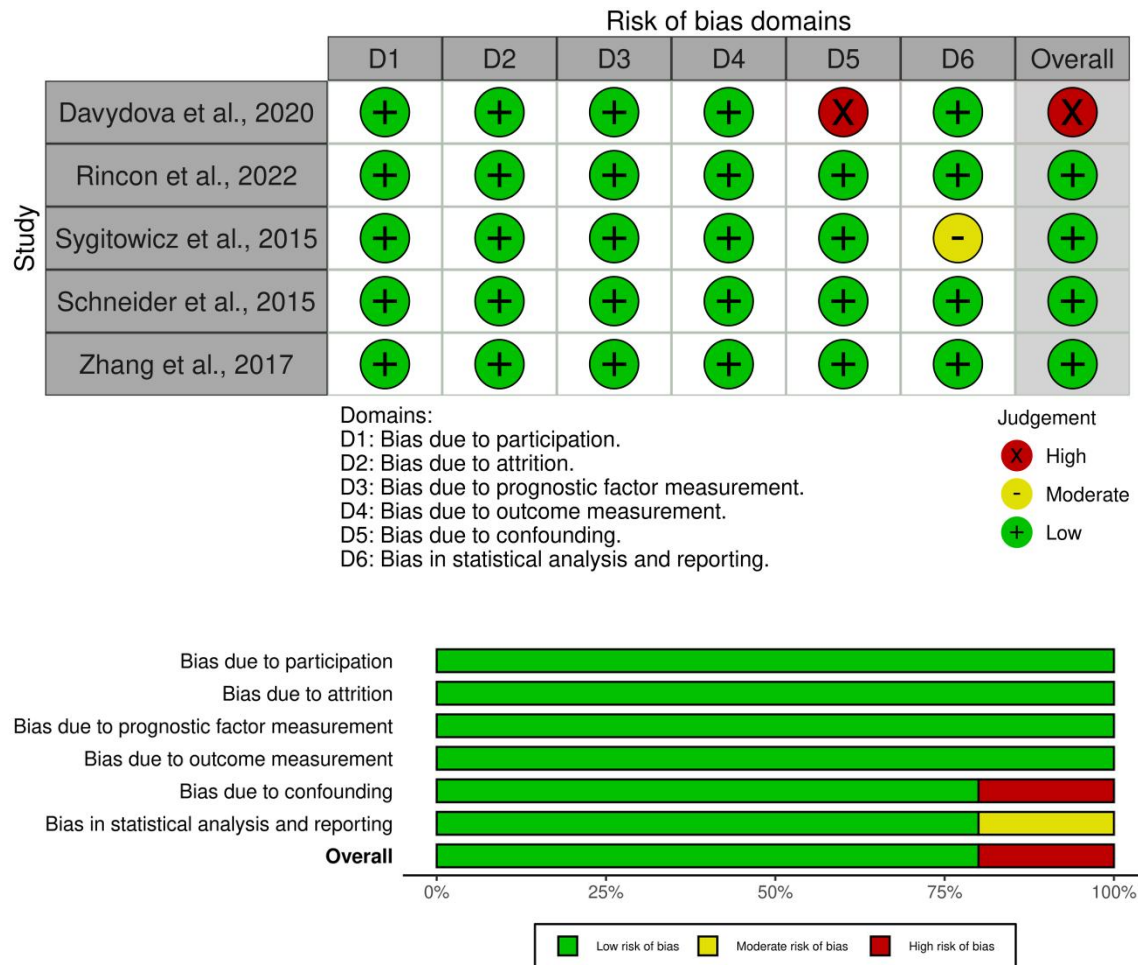 Risk of bias domains
D1 D2 D3 D4 D5 D6 Overall
Study
Davydova et al., 2020 + + + + X + X
Rincon et al., 2022 + + + + + + +
Sygitowicz et al., 2015 + + + + + - +
Schneider et al., 2015 + + + + + + +
Zhang et al., 2017 + + + + + + +
Domains:
D1: Bias due to participation.
D2: Bias due to attrition.
D3: Bias due to prognostic factor measurement.
D4: Bias due to outcome measurement.
D5: Bias due to confounding.
D6: Bias in statistical analysis and reporting.
Judgement
X High
- Moderate
+ Low
Bias due to participation
Bias due to attrition
Bias due to prognostic factor measurement
Bias due to outcome measurement
Bias due to confounding
Bias in statistical analysis and reporting
Overall
0% 25% 50% 75% 100%
Low risk of bias Moderate risk of bias High risk of bias